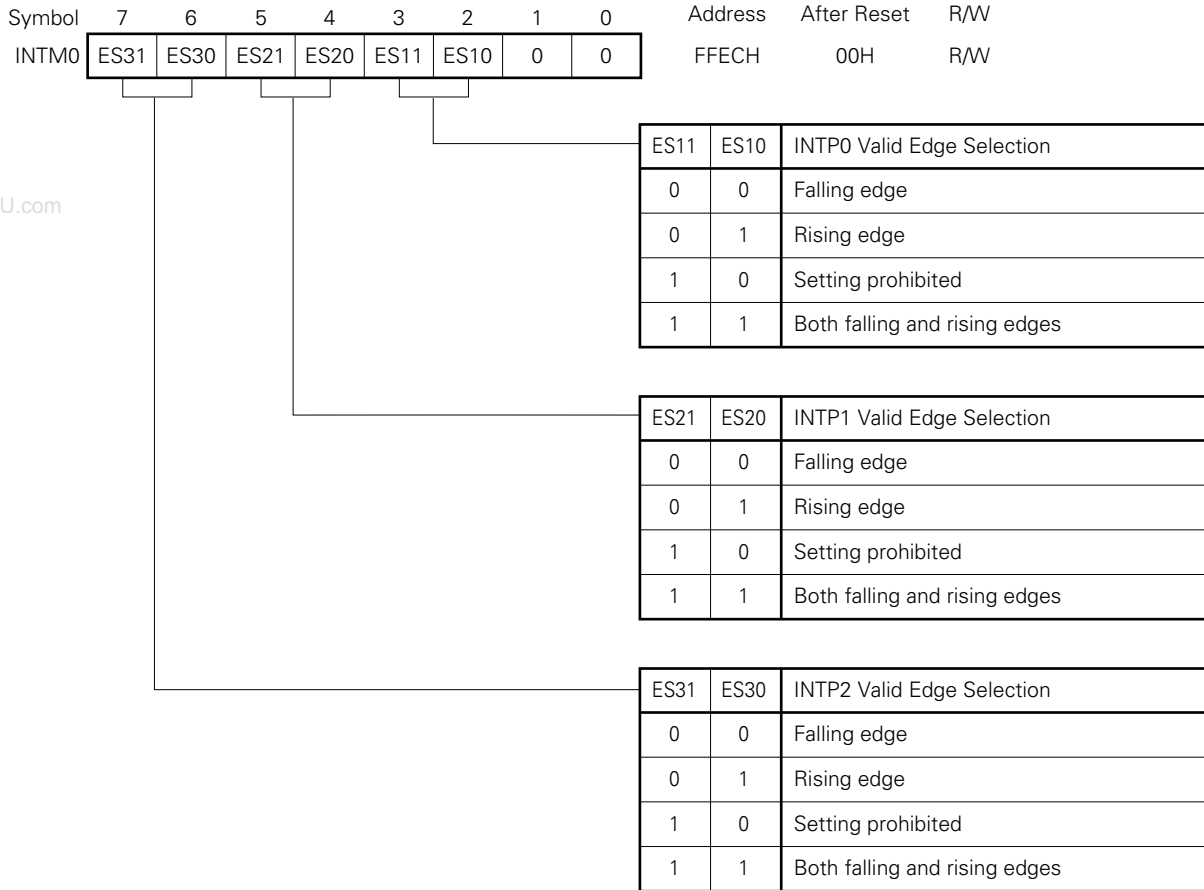 Symbol 7 6 5 4 3 2 1 0 Address After Reset R/W
INTM0 ES31 ES30 ES21 ES20 ES11 ES10 0 0 FFECH 00H R/W
ES11 ES10 INTP0 Valid Edge Selection
0 0 Falling edge
U.com
0 1 Rising edge
1 0 Setting prohibited
1 1 Both falling and rising edges
ES21 ES20 INTP1 Valid Edge Selection
0 0 Falling edge
0 1 Rising edge
1 0 Setting prohibited
1 1 Both falling and rising edges
ES31 ES30 INTP2 Valid Edge Selection
0 0 Falling edge
0 1 Rising edge
1 0 Setting prohibited
1 1 Both falling and rising edges